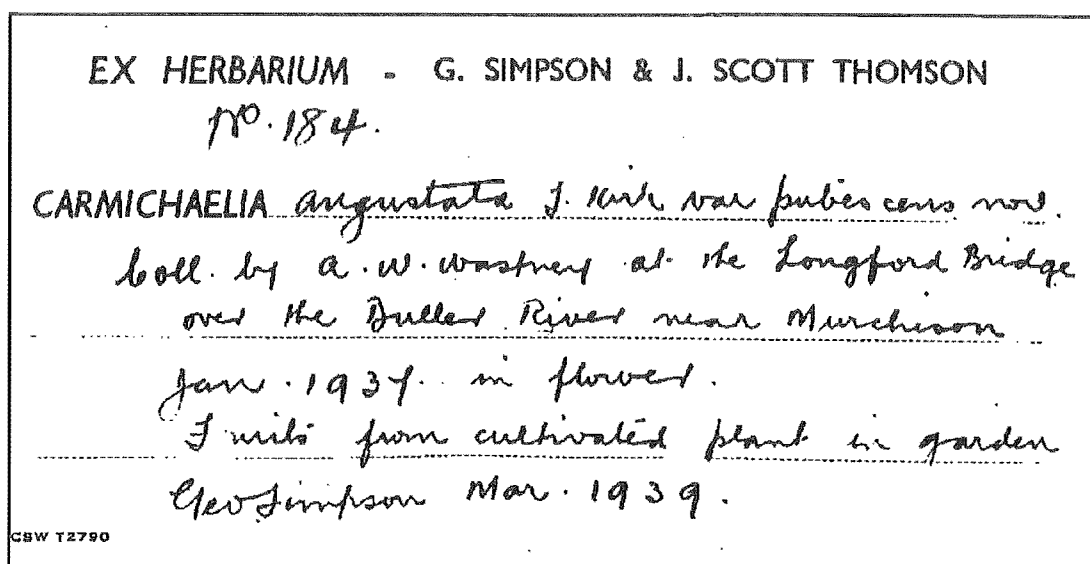 EX HERBARIUM - G. SIMPSON & J. SCOTT THOMSON
No. 184.
CARMICHAELIA angustata T. Kirk var pubescens nov.
Coll. by A. W. Wastney at the Longford Bridge
over the Buller River near Murchison
Jan. 1937. in flower.
Fruits from cultivated plant in garden
Geo Simpson Mar. 1939.
CSW T2790